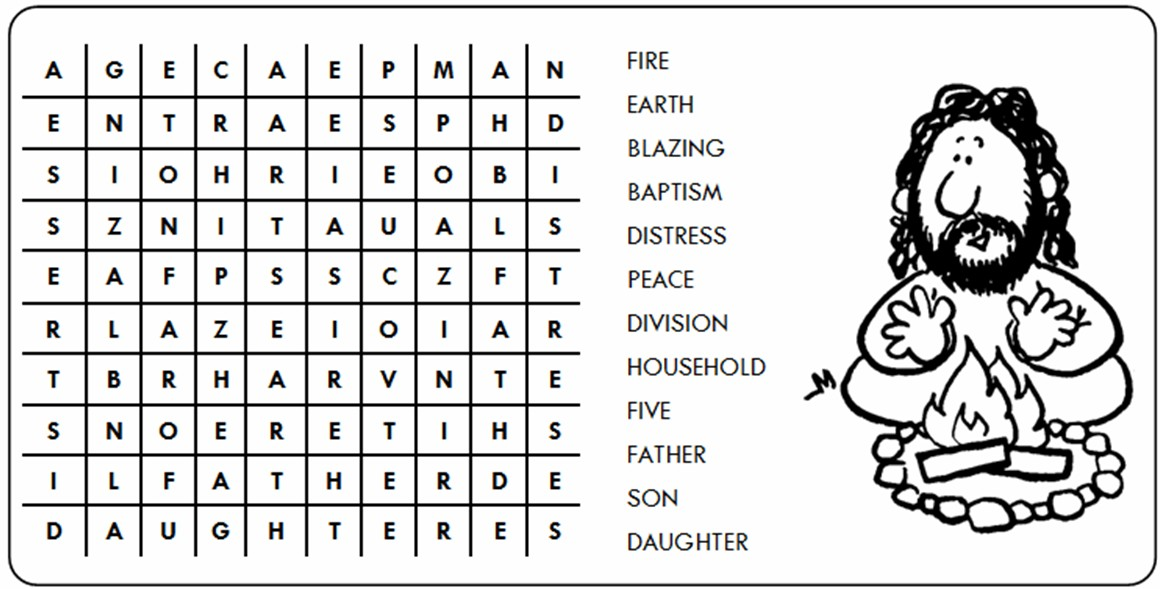 A G E C A E P M A N
E N T R A E S P H D
S I O H R I E O B I
S Z N I T A U A L S
E A F P S S C Z F T
R L A Z E I O I A R
T B R H A R V N T E
S N O E R E T I H S
I L F A T H E R D E
D A U G H T E R E S
FIRE
EARTH
BLAZING
BAPTISM
DISTRESS
PEACE
DIVISION
HOUSEHOLD
FIVE
FATHER
SON
DAUGHTER